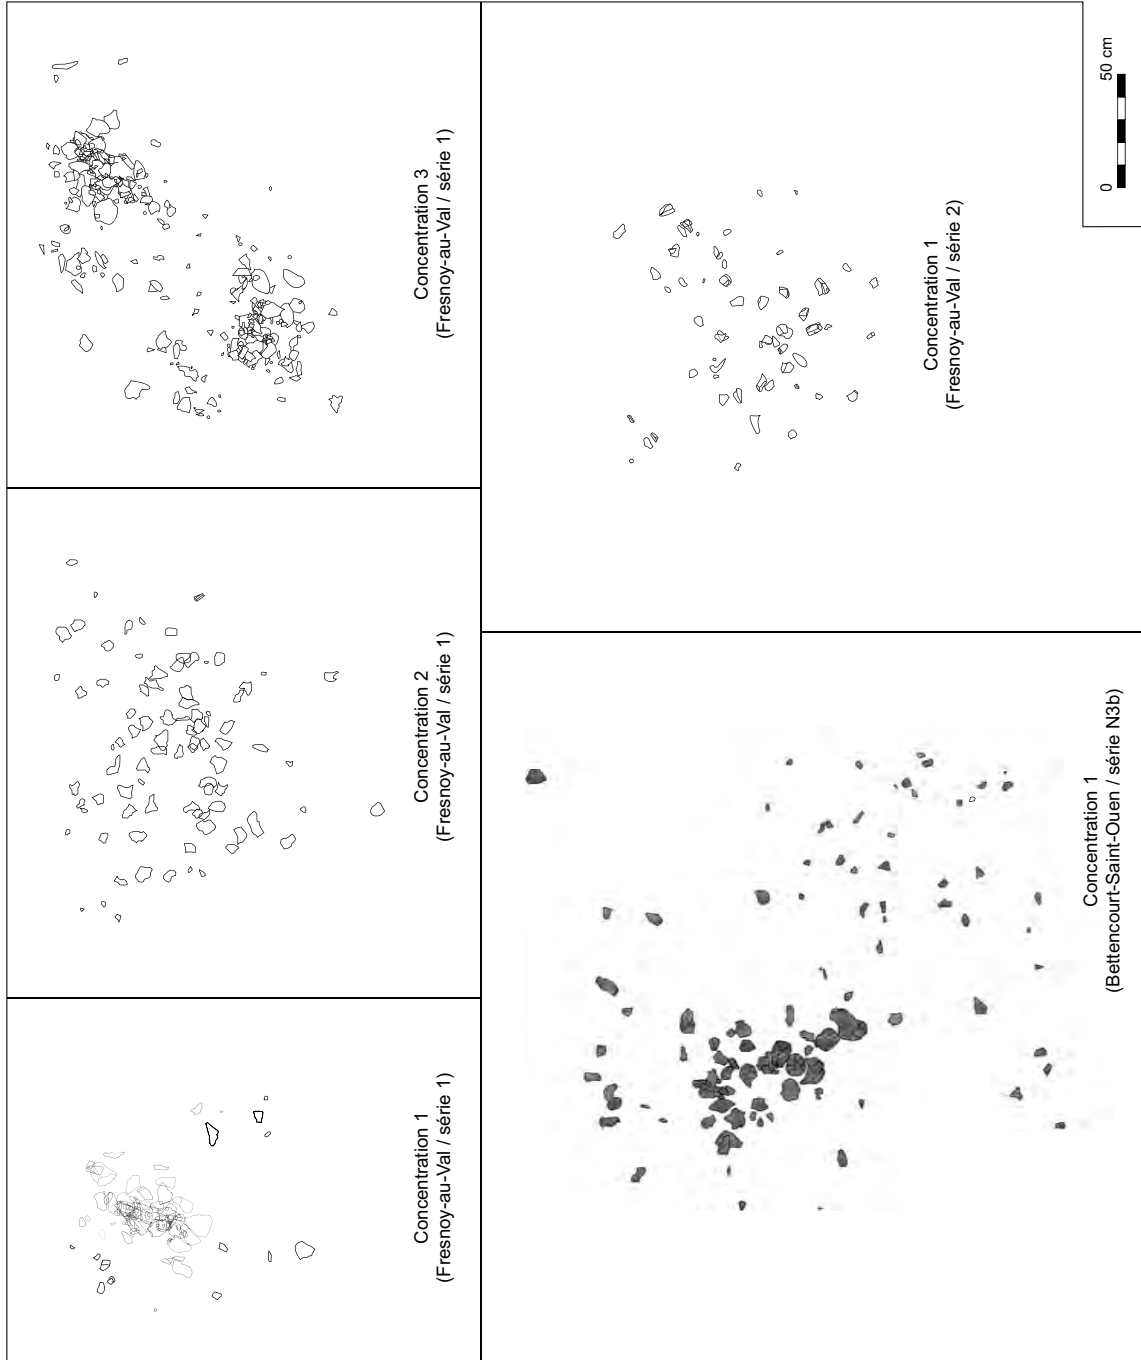 Concentration 1
(Fresnoy-au-Val / série 1)
Concentration 2
(Fresnoy-au-Val / série 1)
Concentration 3
(Fresnoy-au-Val / série 1)
Concentration 1
(Bettencourt-Saint-Ouen / série N3b)
Concentration 1
(Fresnoy-au-Val / série 2)
0 50 cm